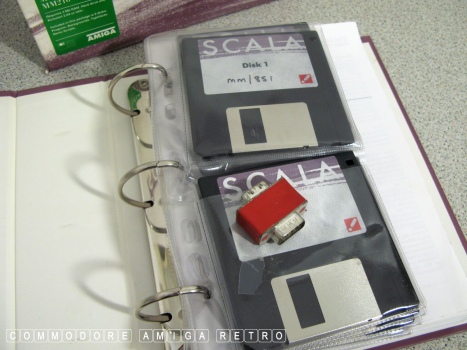 AMIGA
SCALA
Disk 1
mm/851
SCALA
COMMODORE AMIGA RETRO